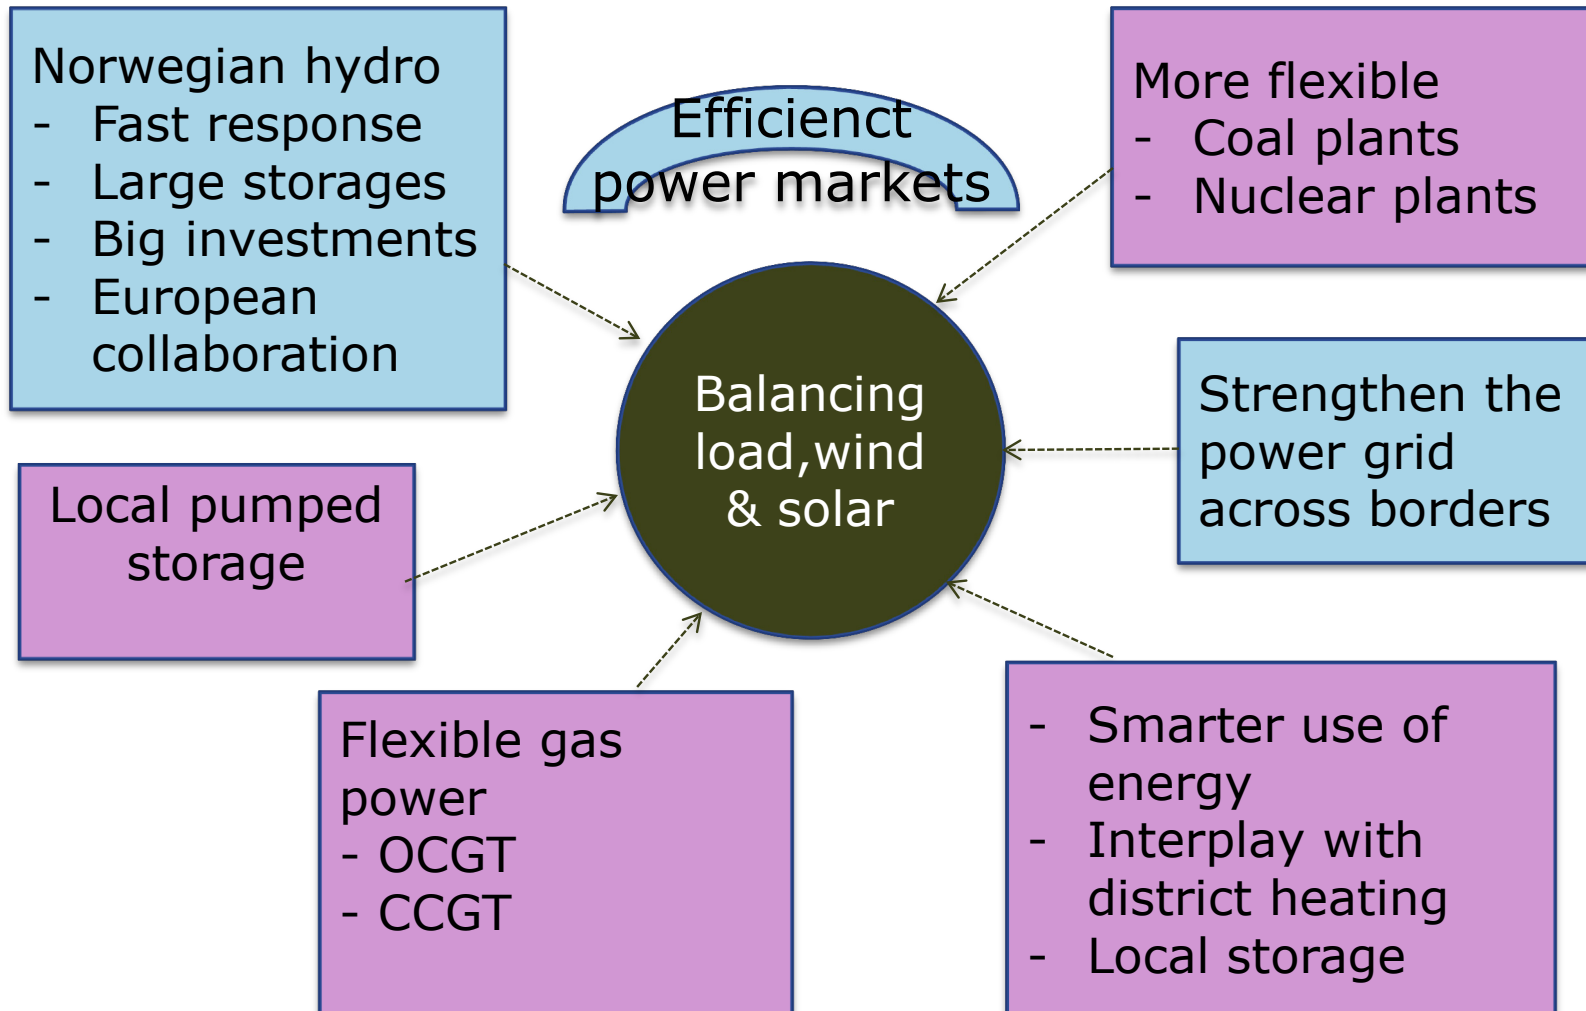 Norwegian hydro
- Fast response
- Large storages
- Big investments
- European
collaboration
Efficienct
power markets
More flexible
- Coal plants
- Nuclear plants
Balancing
load,wind
& solar
Strengthen the
power grid
across borders
Local pumped
storage
Flexible gas
power
- OCGT
- CCGT
- Smarter use of
energy
- Interplay with
district heating
- Local storage